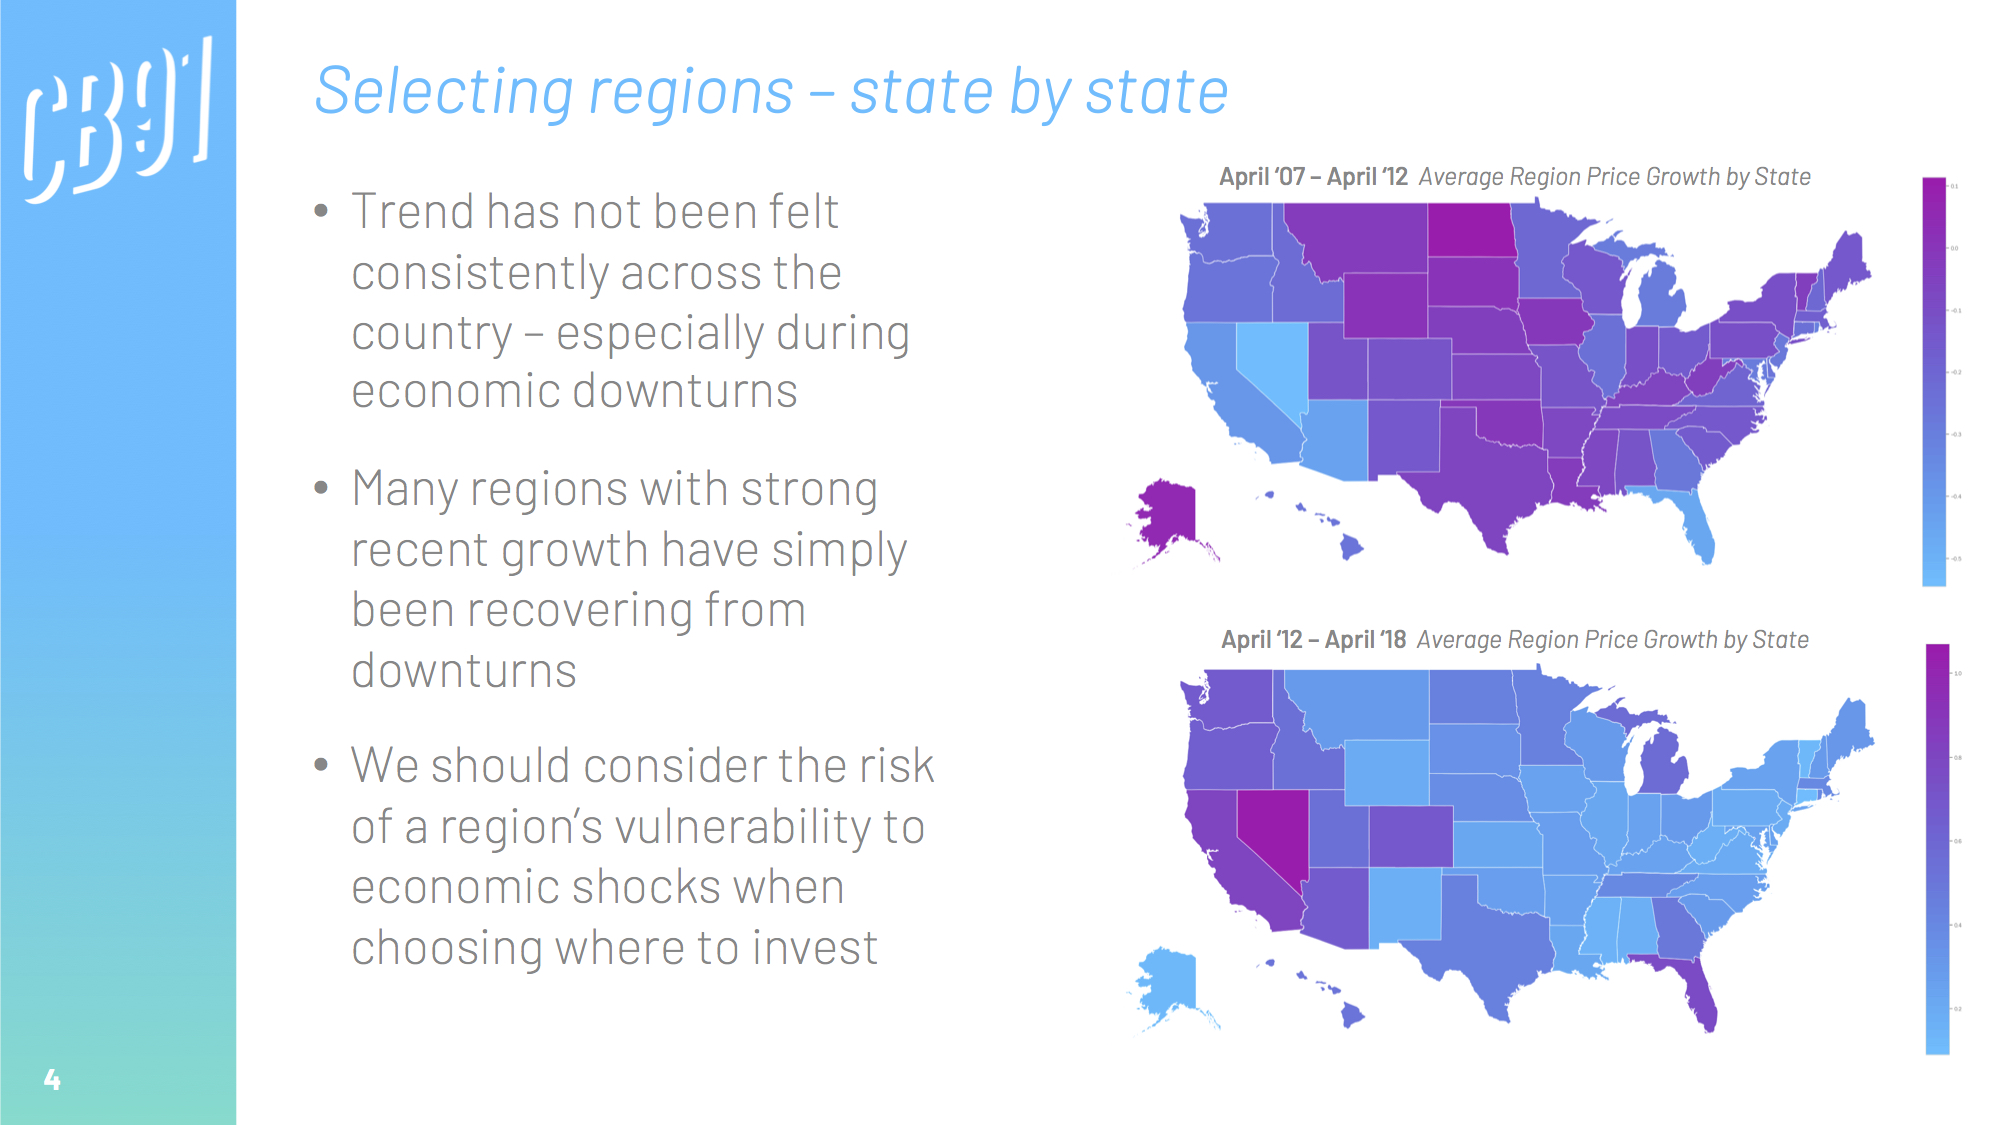 CB91
Selecting regions – state by state
• Trend has not been felt
consistently across the
country – especially during
economic downturns
• Many regions with strong
recent growth have simply
been recovering from
downturns
• We should consider the risk
of a region's vulnerability to
economic shocks when
choosing where to invest
April '07 – April '12 Average Region Price Growth by State
0.1
0.0
-0.1
-0.2
-0.3
-0.4
-0.5
April '12 – April '18 Average Region Price Growth by State
1.0
0.8
0.6
0.4
0.2
4